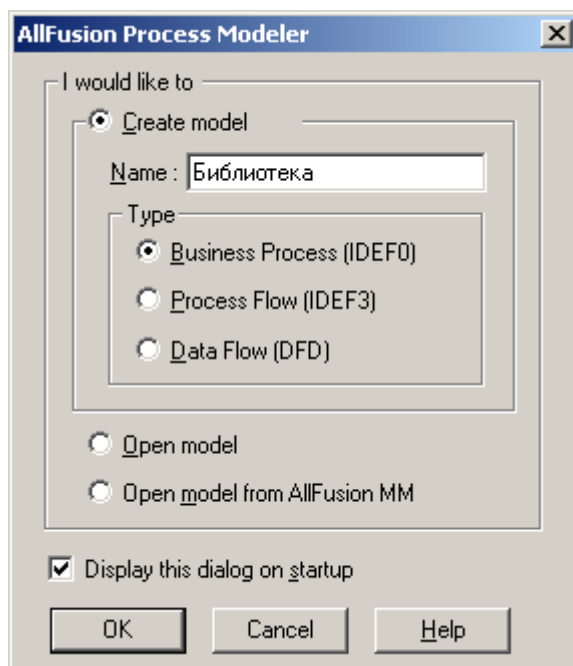 AllFusion Process Modeler
I would like to
Create model
Name : Библиотека
Type
Business Process (IDEF0)
Process Flow (IDEF3)
Data Flow (DFD)
Open model
Open model from AllFusion MM
Display this dialog on startup
OK Cancel Help